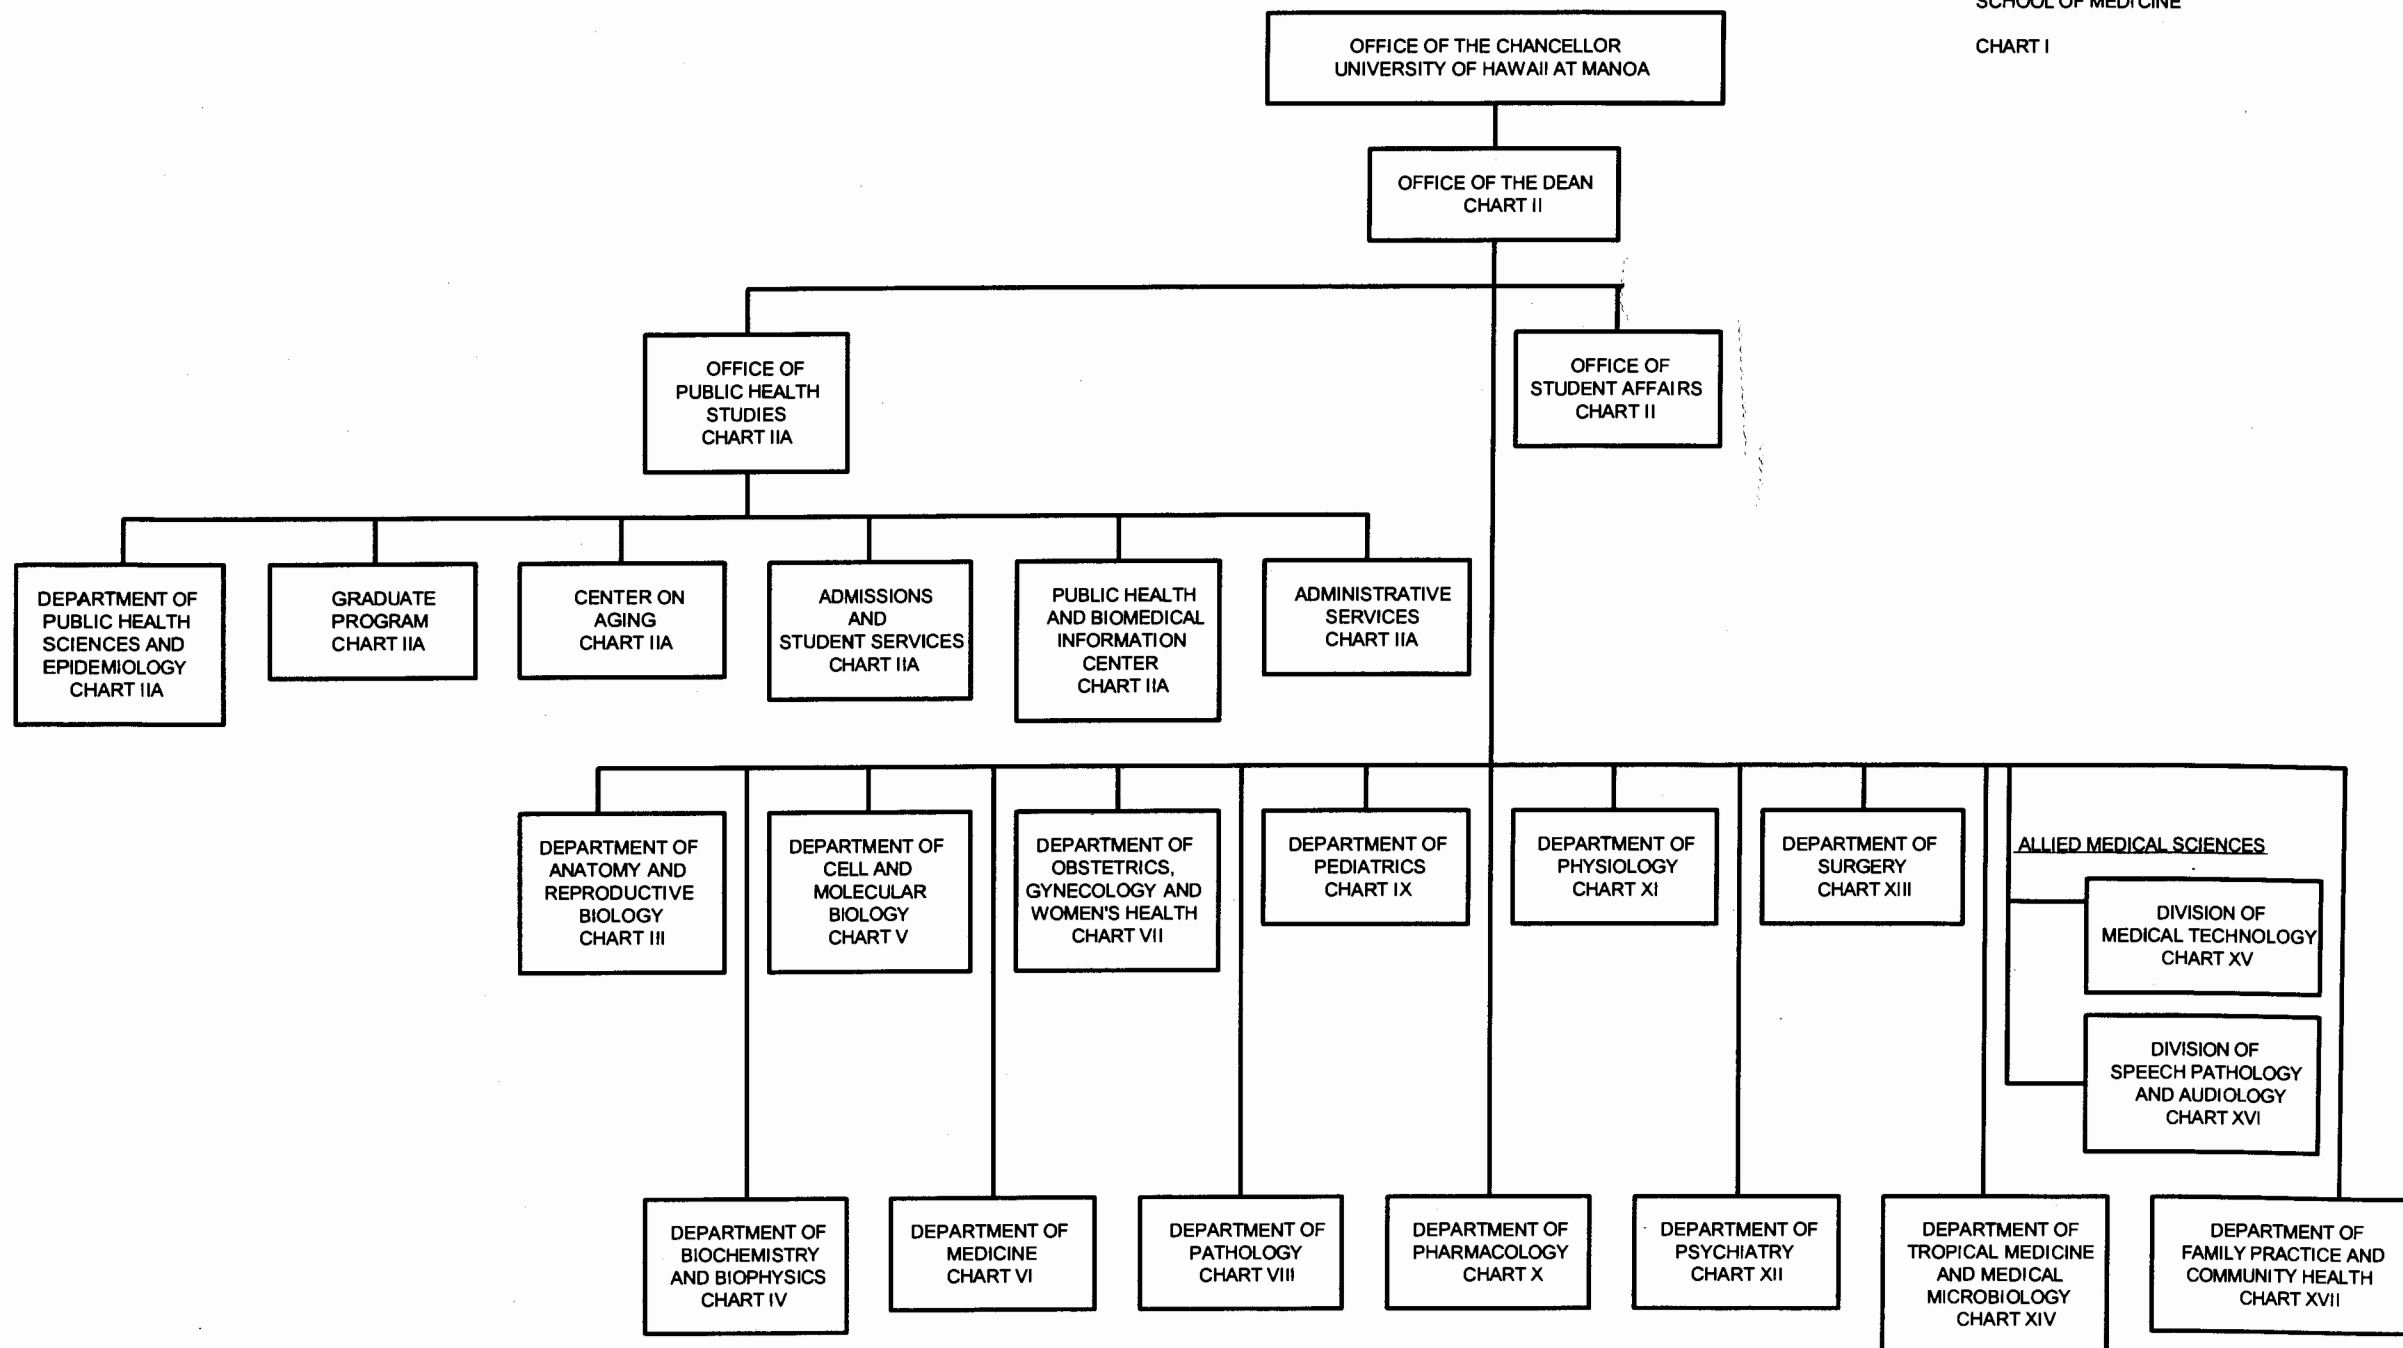 SCHOOL OF MEDICINE
CHART I
OFFICE OF THE CHANCELLOR
UNIVERSITY OF HAWAII AT MANOA
OFFICE OF THE DEAN
CHART II
OFFICE OF
PUBLIC HEALTH
STUDIES
CHART IIA
OFFICE OF
STUDENT AFFAIRS
CHART II
DEPARTMENT OF
PUBLIC HEALTH
SCIENCES AND
EPIDEMIOLOGY
CHART IIA
GRADUATE
PROGRAM
CHART IIA
CENTER ON
AGING
CHART IIA
ADMISSIONS
AND
STUDENT SERVICES
CHART IIA
PUBLIC HEALTH
AND BIOMEDICAL
INFORMATION
CENTER
CHART IIA
ADMINISTRATIVE
SERVICES
CHART IIA
DEPARTMENT OF
ANATOMY AND
REPRODUCTIVE
BIOLOGY
CHART III
DEPARTMENT OF
CELL AND
MOLECULAR
BIOLOGY
CHART V
DEPARTMENT OF
OBSTETRICS,
GYNECOLOGY AND
WOMEN'S HEALTH
CHART VII
DEPARTMENT OF
PEDIATRICS
CHART IX
DEPARTMENT OF
PHYSIOLOGY
CHART XI
DEPARTMENT OF
SURGERY
CHART XIII
ALLIED MEDICAL SCIENCES
DIVISION OF
MEDICAL TECHNOLOGY
CHART XV
DIVISION OF
SPEECH PATHOLOGY
AND AUDIOLOGY
CHART XVI
DEPARTMENT OF
BIOCHEMISTRY
AND BIOPHYSICS
CHART IV
DEPARTMENT OF
MEDICINE
CHART VI
DEPARTMENT OF
PATHOLOGY
CHART VIII
DEPARTMENT OF
PHARMACOLOGY
CHART X
DEPARTMENT OF
PSYCHIATRY
CHART XII
DEPARTMENT OF
TROPICAL MEDICINE
AND MEDICAL
MICROBIOLOGY
CHART XIV
DEPARTMENT OF
FAMILY PRACTICE AND
COMMUNITY HEALTH
CHART XVII